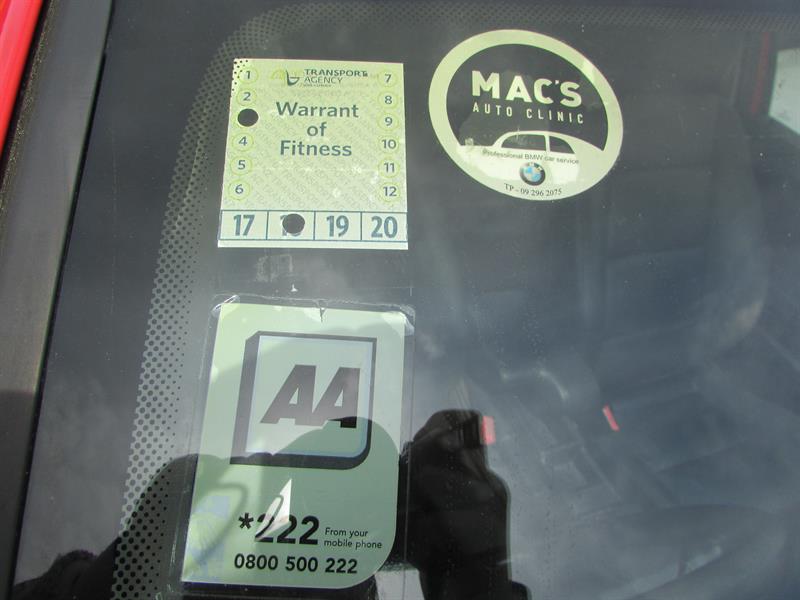 TRANSPORT
AGENCY
Warrant
of
Fitness
1
2
4
5
6
7
8
9
10
11
12
17 19 20
MAC'S
AUTO CLINIC
Professional BMW car service
TP - 09 296 2075
AA
*222 From your
mobile phone
0800 500 222